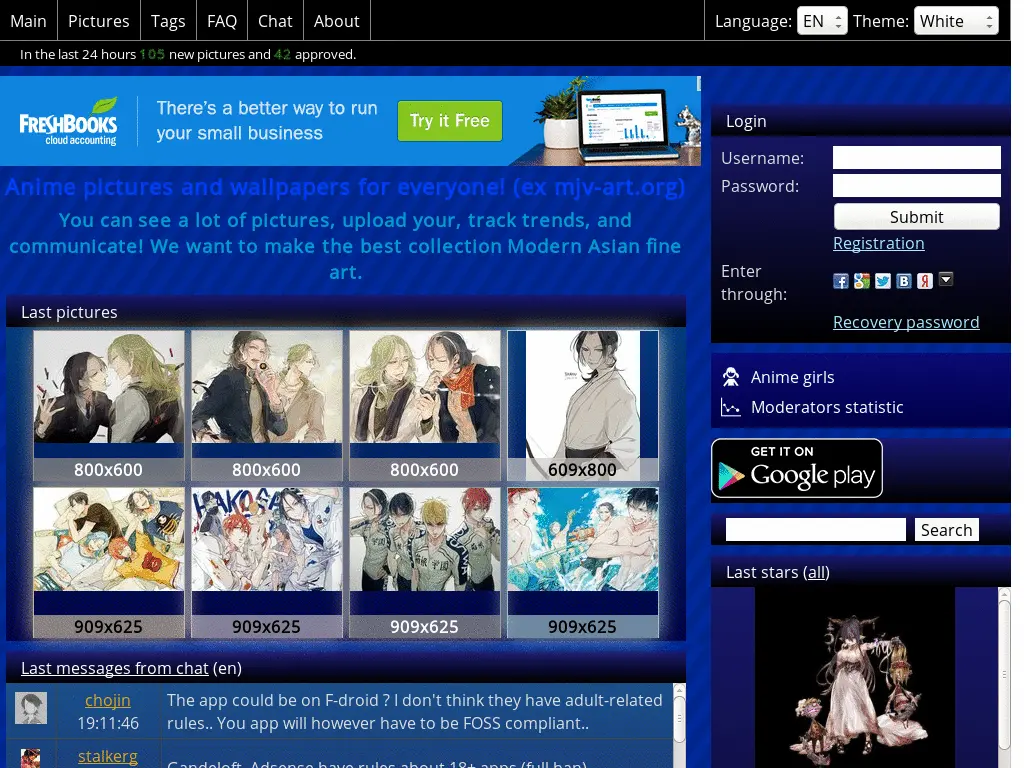 Main Pictures Tags FAQ Chat About Language: EN Theme: White
In the last 24 hours 105 new pictures and 42 approved.
FRESHBOOKS
cloud accounting
There's a better way to run
your small business
Try it Free
Anime pictures and wallpapers for everyone! (ex mjv-art.org)
You can see a lot of pictures, upload your, track trends, and
communicate! We want to make the best collection Modern Asian fine
art.
Last pictures
800x600 800x600 800x600 609x800
909x625 909x625 909x625 909x625
Last messages from chat (en)
chojin
19:11:46
The app could be on F-droid ? I don't think they have adult-related
rules.. You app will however have to be FOSS compliant..
stalkerg
Gandeloft, Adsense have rules about 18+ apps (full ban)
Login
Username:
Password:
Submit
Registration
Enter
through:
Recovery password
Anime girls
Moderators statistic
GET IT ON
Google play
Search
Last stars (all)